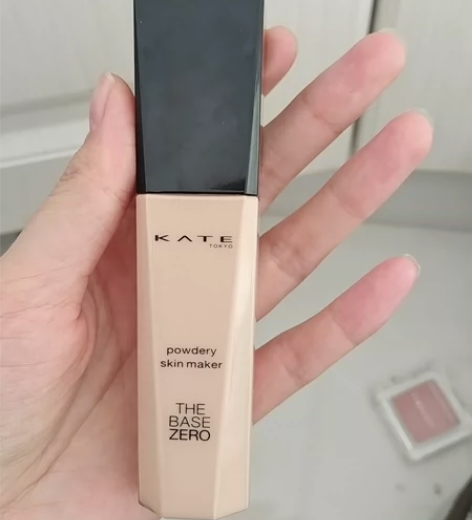 KATE
TOKYO
powdery
skin maker
THE
BASE
ZERO